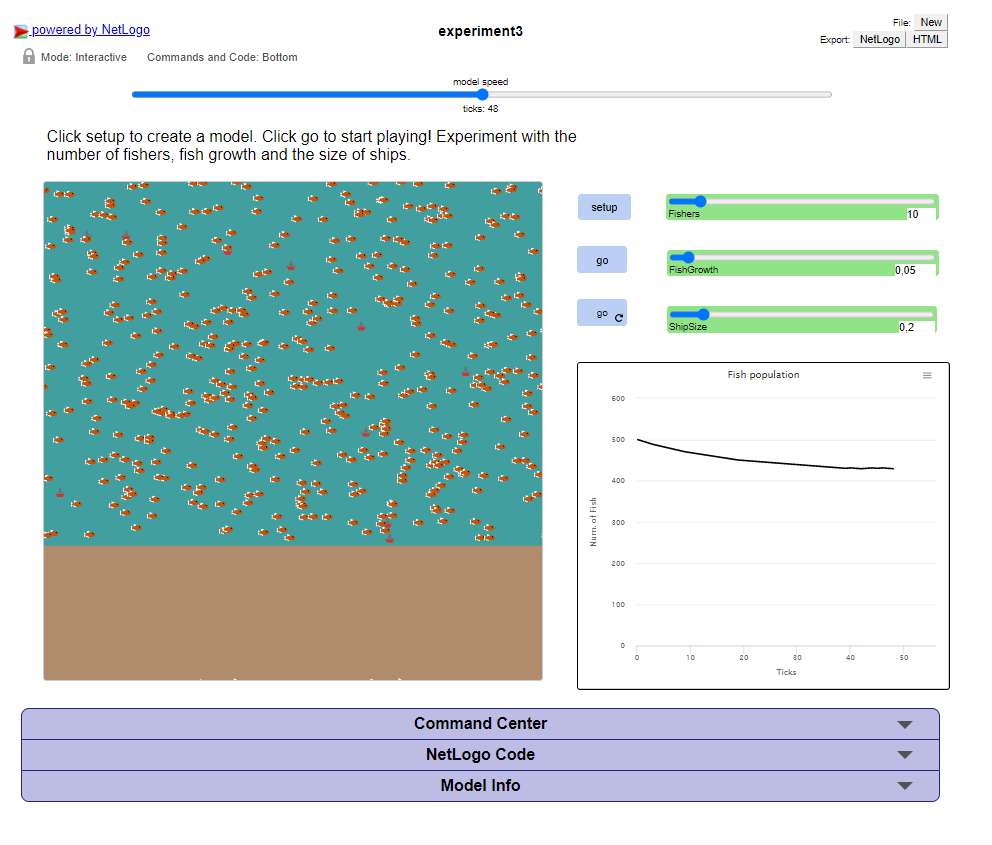 powered by NetLogo
experiment3
File: New
Export: NetLogo HTML
Mode: Interactive Commands and Code: Bottom
model speed
ticks: 48
Click setup to create a model. Click go to start playing! Experiment with the
number of fishers, fish growth and the size of ships.
setup
Fishers 10
go
FishGrowth 0,05
go
ShipSize 0,2
Fish population
600
500
400
300
200
100
0
Num. of Fish
0 10 20 30 40 50
Ticks
Command Center
NetLogo Code
Model Info